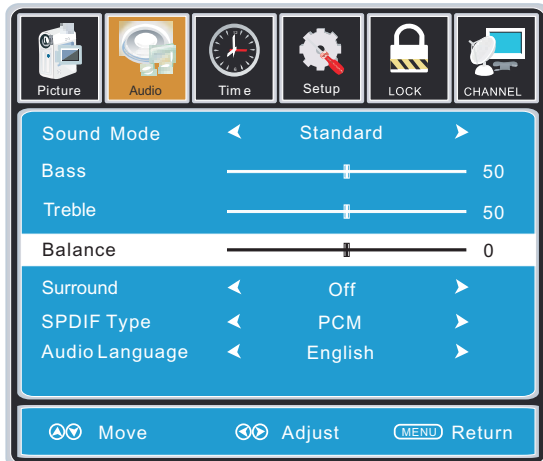 Picture Audio Time Setup LOCK CHANNEL
Sound Mode Standard
Bass 50
Treble 50
Balance 0
Surround Off
SPDIF Type PCM
Audio Language English
Move Adjust MENU Return